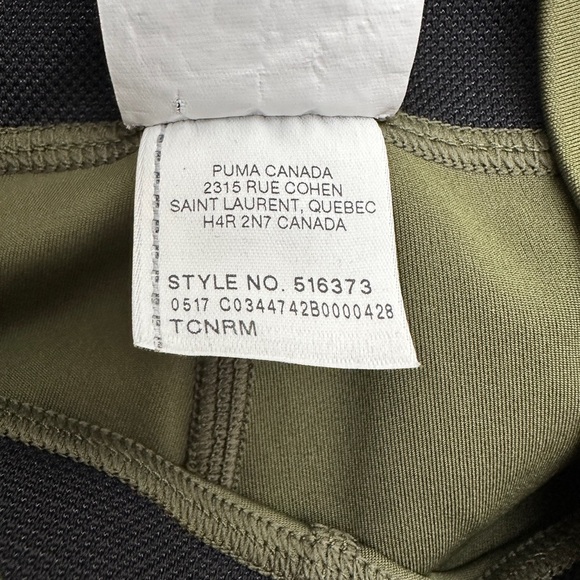 PUMA CANADA
2315 RUE COHEN
SAINT LAURENT, QUEBEC
H4R 2N7 CANADA
STYLE NO. 516373
0517 C0344742B0000428
TCNRM